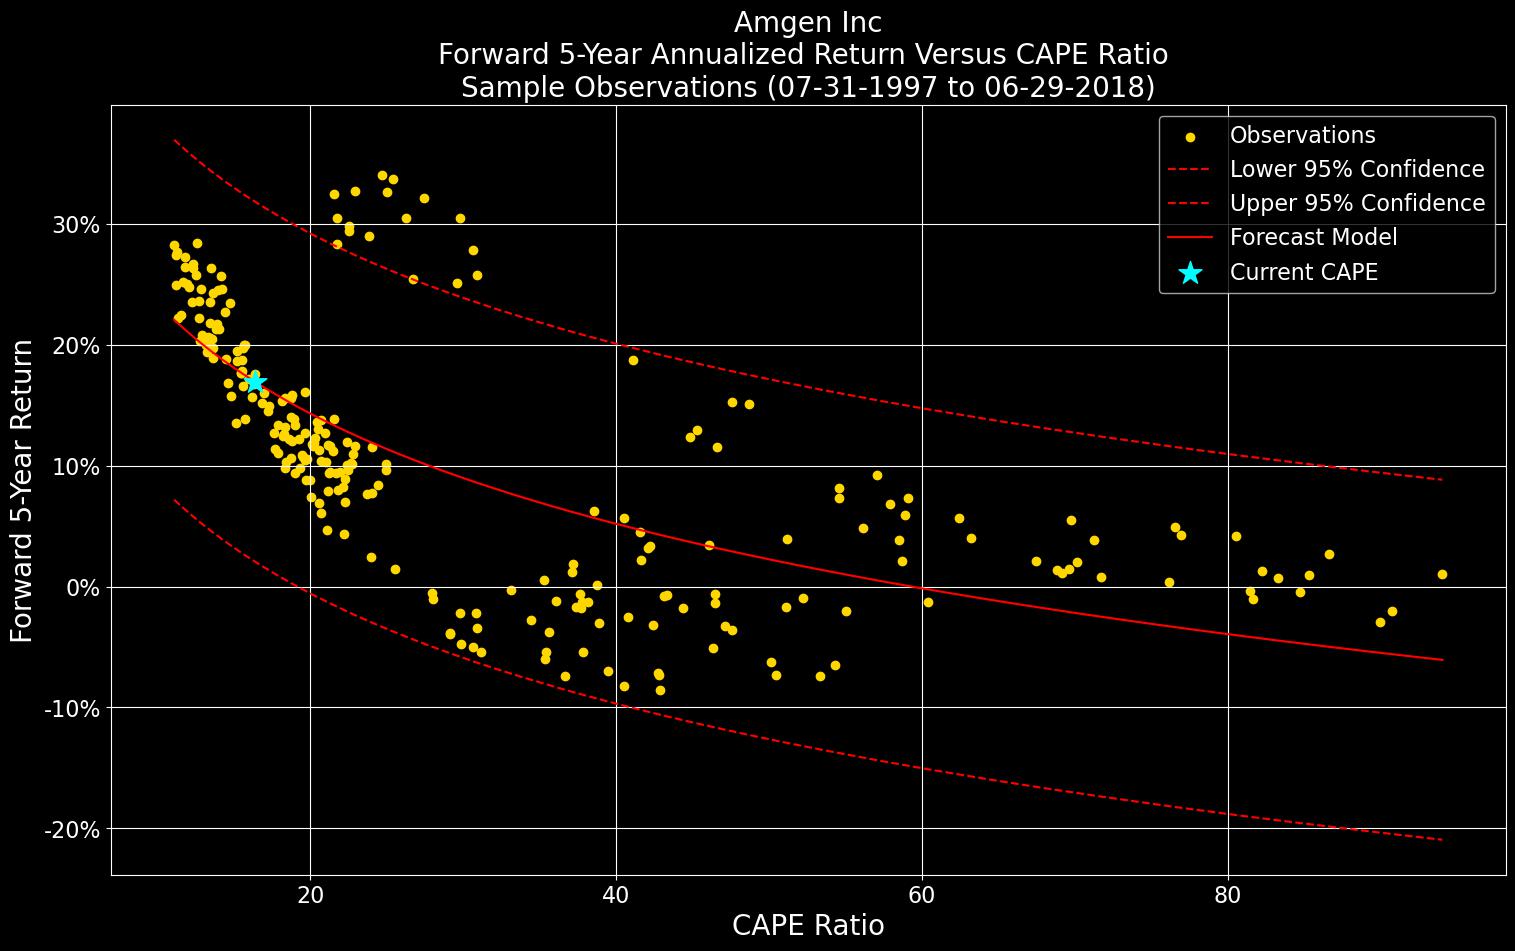 Amgen Inc
Forward 5-Year Annualized Return Versus CAPE Ratio
Sample Observations (07-31-1997 to 06-29-2018)
Observations
Lower 95% Confidence
Upper 95% Confidence
Forecast Model
Current CAPE
Forward 5-Year Return
30%
20%
10%
0%
-10%
-20%
20 40 60 80
CAPE Ratio